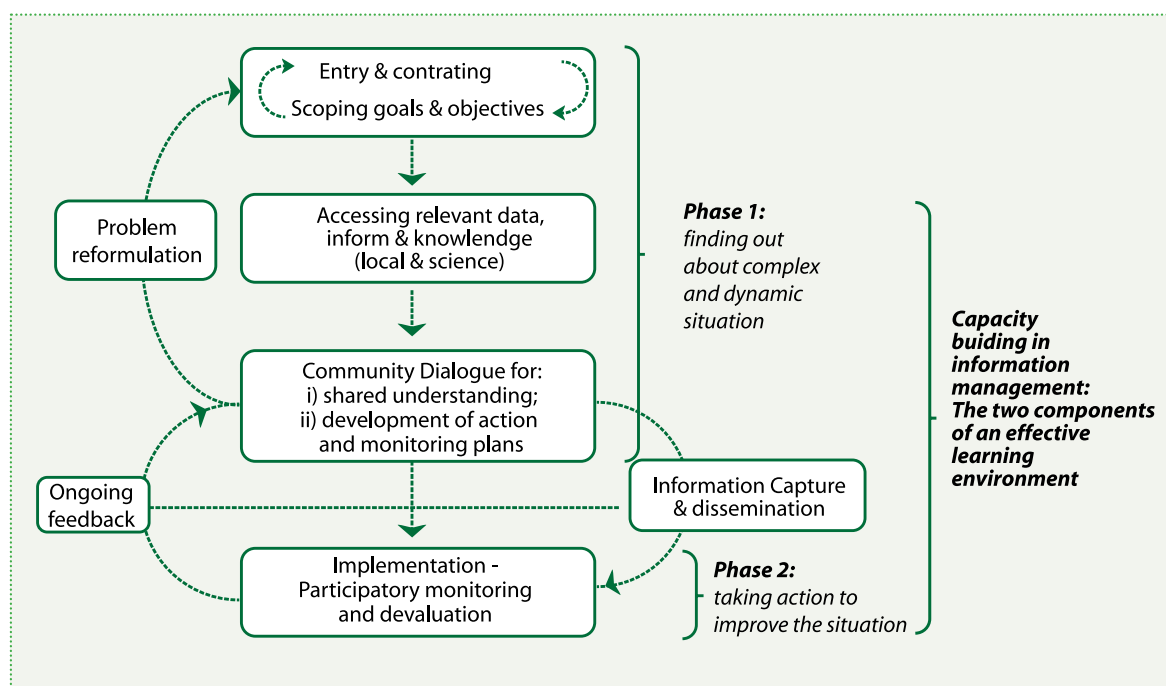 Entry & contrating
Scoping goals & objectives
Accessing relevant data,
inform & knowlendge
(local & science)
Problem
reformulation
Phase 1:
finding out
about complex
and dynamic
situation
Community Dialogue for:
i) shared understanding;
ii) development of action
and monitoring plans
Capacity
buiding in
information
management:
The two components
of an effective
learning
environment
Ongoing
feedback
Information Capture
& dissemination
Implementation -
Participatory monitoring
and devaluation
Phase 2:
taking action to
improve the situation